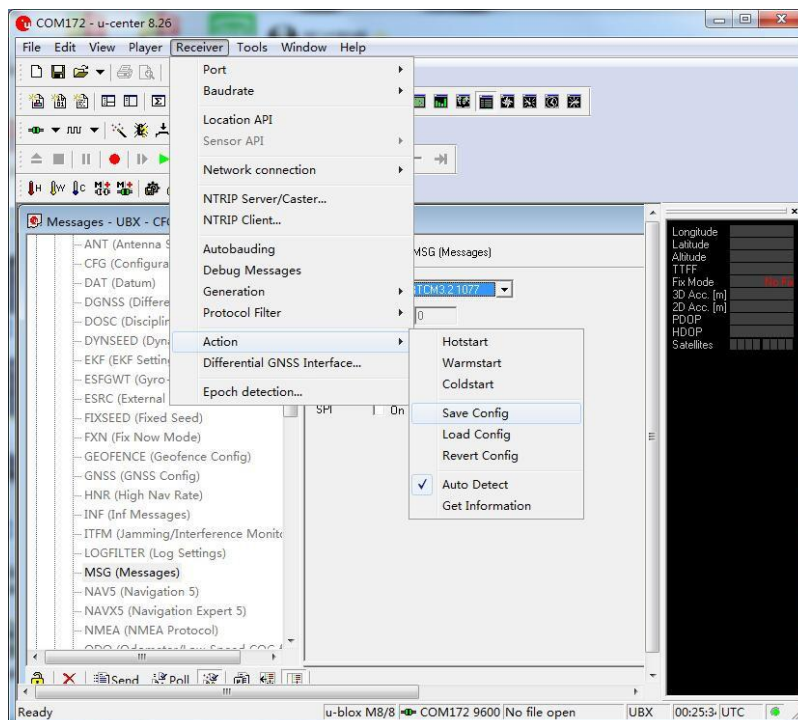 COM172 - u-center 8.26
File Edit View Player Receiver Tools Window Help
Port
Baudrate
Location API
Sensor API
Network connection
NTRIP Server/Caster...
NTRIP Client...
Autobauding
Debug Messages
Generation
Protocol Filter
Action
Differential GNSS Interface...
Epoch detection...
Hotstart
Warmstart
Coldstart
Save Config
Load Config
Revert Config
Auto Detect
Get Information
Messages - UBX - CF
MSG (Messages)
TCM3.2 1077
0
SPI On
ANT (Antenna S
CFG (Configura
DAT (Datum)
DGNSS (Differe
DOSC (Disciplin
DYNSEED (Dyna
EKF (EKF Settin
ESFGWT (Gyro-
ESRC (External
FIXSEED (Fixed Seed)
FXN (Fix Now Mode)
GEOFENCE (Geofence Config)
GNSS (GNSS Config)
HNR (High Nav Rate)
INF (Inf Messages)
ITFM (Jamming/Interference Monito
LOGFILTER (Log Settings)
MSG (Messages)
NAV5 (Navigation 5)
NAVX5 (Navigation Expert 5)
NMEA (NMEA Protocol)
Send Poll
Longitude
Latitude
Altitude
TTFF
Fix Mode
3D Acc. [m]
2D Acc. [m]
PDOP
HDOP
Satellites
Ready u-blox M8/8 COM172 9600 No file open UBX 00:25:3 UTC